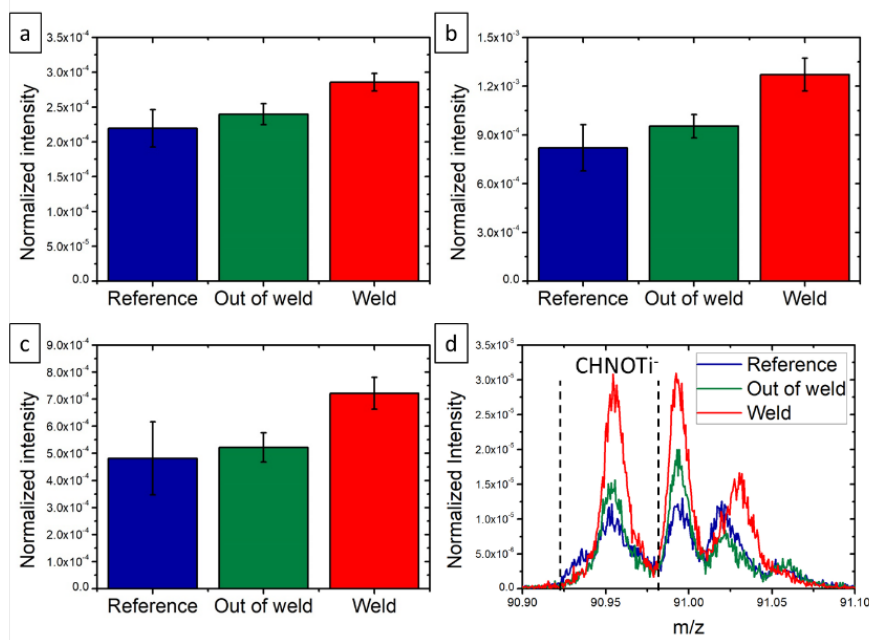 a
Normalized intensity
3.5x10⁻⁴
3.0x10⁻⁴
2.5x10⁻⁴
2.0x10⁻⁴
1.5x10⁻⁴
1.0x10⁻⁴
5.0x10⁻⁵
0.0
Reference Out of weld Weld
b
Normalized intensity
1.5x10⁻³
1.2x10⁻³
9.0x10⁻⁴
6.0x10⁻⁴
3.0x10⁻⁴
0.0
Reference Out of weld Weld
c
Normalized intensity
9.0x10⁻⁴
8.0x10⁻⁴
7.0x10⁻⁴
6.0x10⁻⁴
5.0x10⁻⁴
4.0x10⁻⁴
3.0x10⁻⁴
2.0x10⁻⁴
1.0x10⁻⁴
0.0
Reference Out of weld Weld
d
Normalized Intensity
3.5x10⁻⁵
3.0x10⁻⁵
2.5x10⁻⁵
2.0x10⁻⁵
1.5x10⁻⁵
1.0x10⁻⁵
5.0x10⁻⁶
0.0
CHNOTi⁻
Reference
Out of weld
Weld
90.90 90.95 91.00 91.05 91.10
m/z